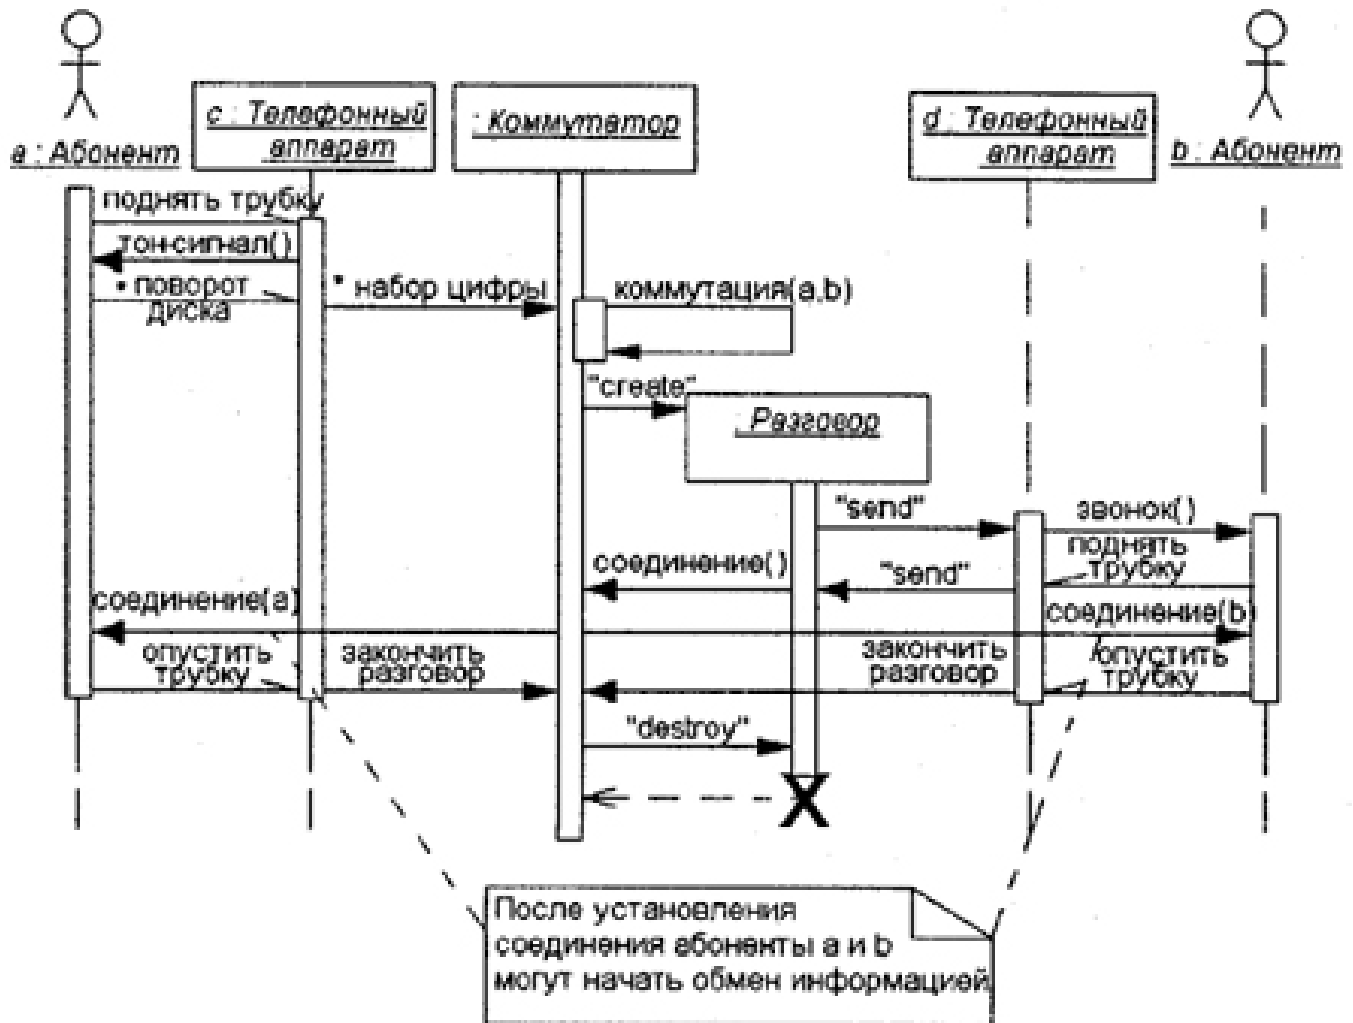 c : Телефонный
аппарат
: Коммутатор
d : Телефонный
аппарат
a : Абонент
b : Абонент
поднять трубку
тон-сигнал()
* поворот
диска
* набор цифры
коммутация(a.b)
"create"
: Разговор
"send"
звонок()
соединение()
"send"
поднять
трубку
соединение(a)
соединение(b)
опустить
трубку
закончить
разговор
закончить
разговор
опустить
трубку
"destroy"
После установления
соединения абоненты a и b
могут начать обмен информацией